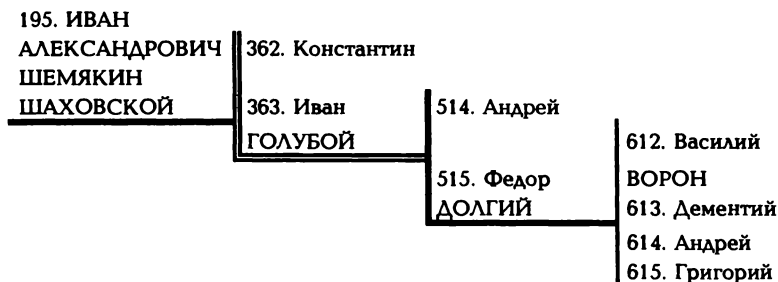 195. ИВАН
АЛЕКСАНДРОВИЧ
ШЕМЯКИН
ШАХОВСКОЙ
362. Константин
363. Иван
ГОЛУБОЙ
514. Андрей
515. Федор
ДОЛГИЙ
612. Василий
ВОРОН
613. Дементий
614. Андрей
615. Григорий